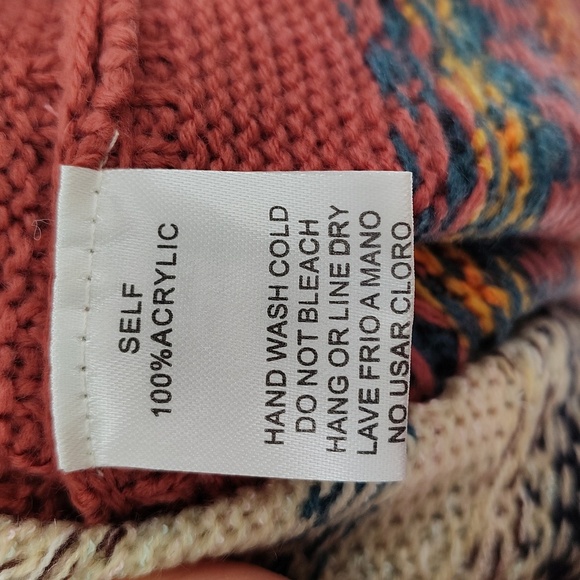 SELF
100%ACRYLIC
HAND WASH COLD
DO NOT BLEACH
HANG OR LINE DRY
LAVE FRIO A MANO
NO USAR CLORO